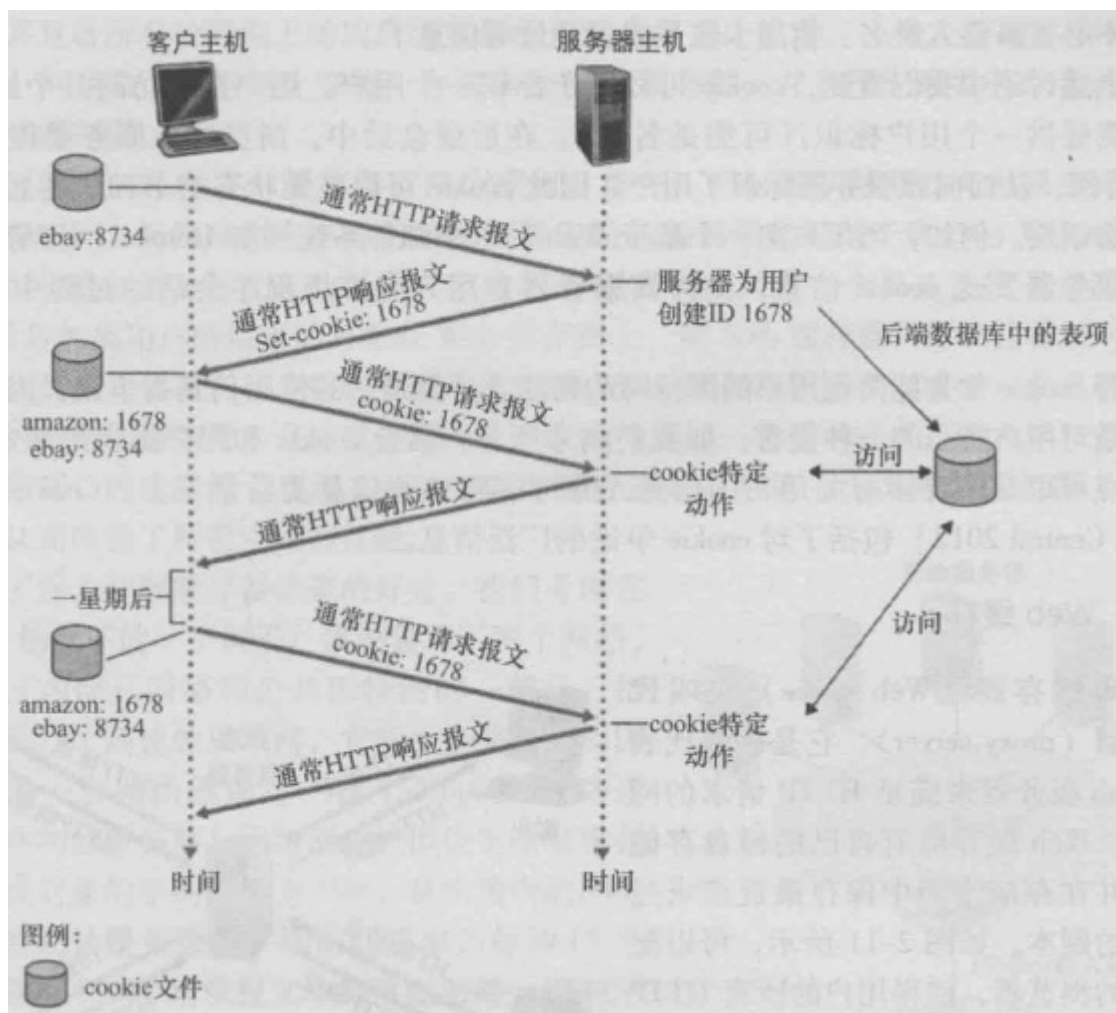 客户主机
服务器主机
ebay:8734
通常HTTP请求报文
服务器为用户
创建ID 1678
后端数据库中的表项
通常HTTP响应报文
Set-cookie: 1678
amazon: 1678
ebay: 8734
通常HTTP请求报文
cookie: 1678
cookie特定
动作
访问
通常HTTP响应报文
一星期后
访问
amazon: 1678
ebay: 8734
通常HTTP请求报文
cookie: 1678
cookie特定
动作
通常HTTP响应报文
时间
时间
图例：
cookie文件